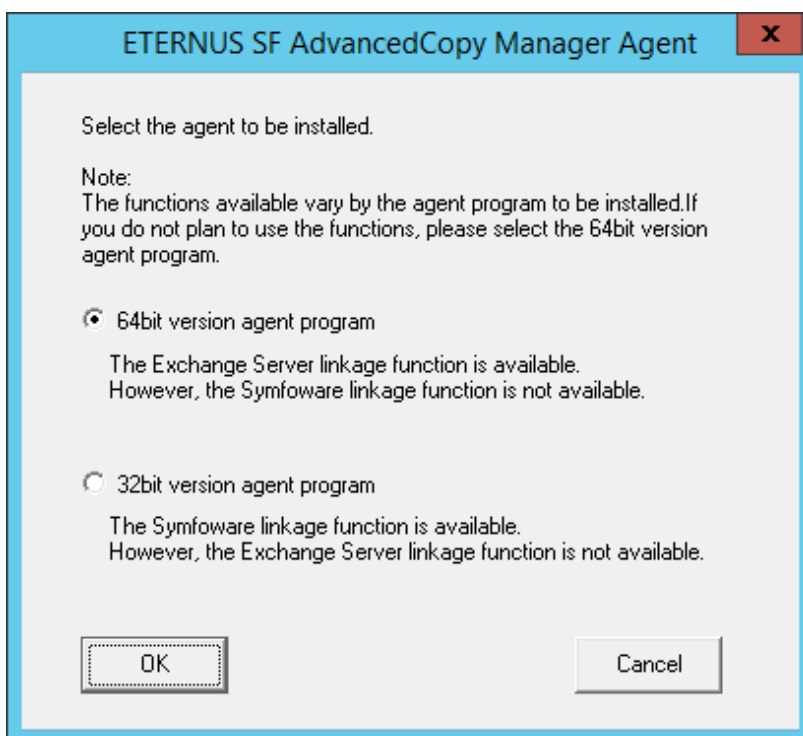 ETERNUS SF AdvancedCopy Manager Agent
x
Select the agent to be installed.
Note:
The functions available vary by the agent program to be installed.If
you do not plan to use the functions, please select the 64bit version
agent program.
64bit version agent program
The Exchange Server linkage function is available.
However, the Symfoware linkage function is not available.
32bit version agent program
The Symfoware linkage function is available.
However, the Exchange Server linkage function is not available.
OK
Cancel